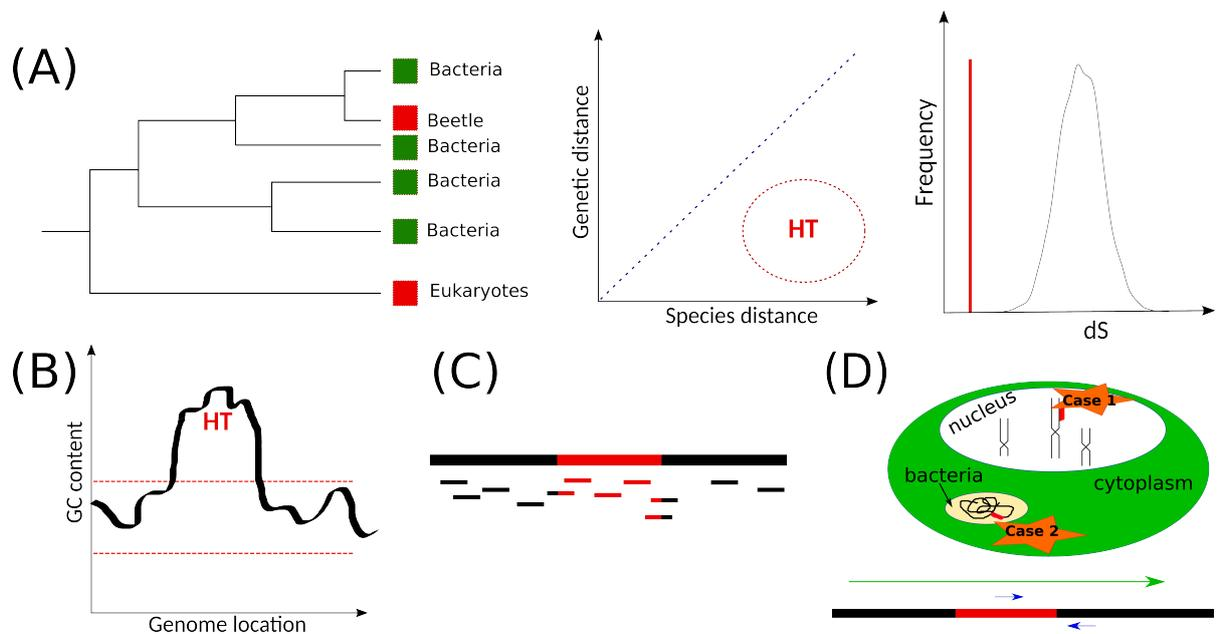 (A)
Bacteria
Beetle
Bacteria
Bacteria
Bacteria
Eukaryotes
Genetic distance
HT
Species distance
Frequency
dS
(B)
GC content
HT
Genome location
(C)
(D)
nucleus
Case 1
bacteria
cytoplasm
Case 2